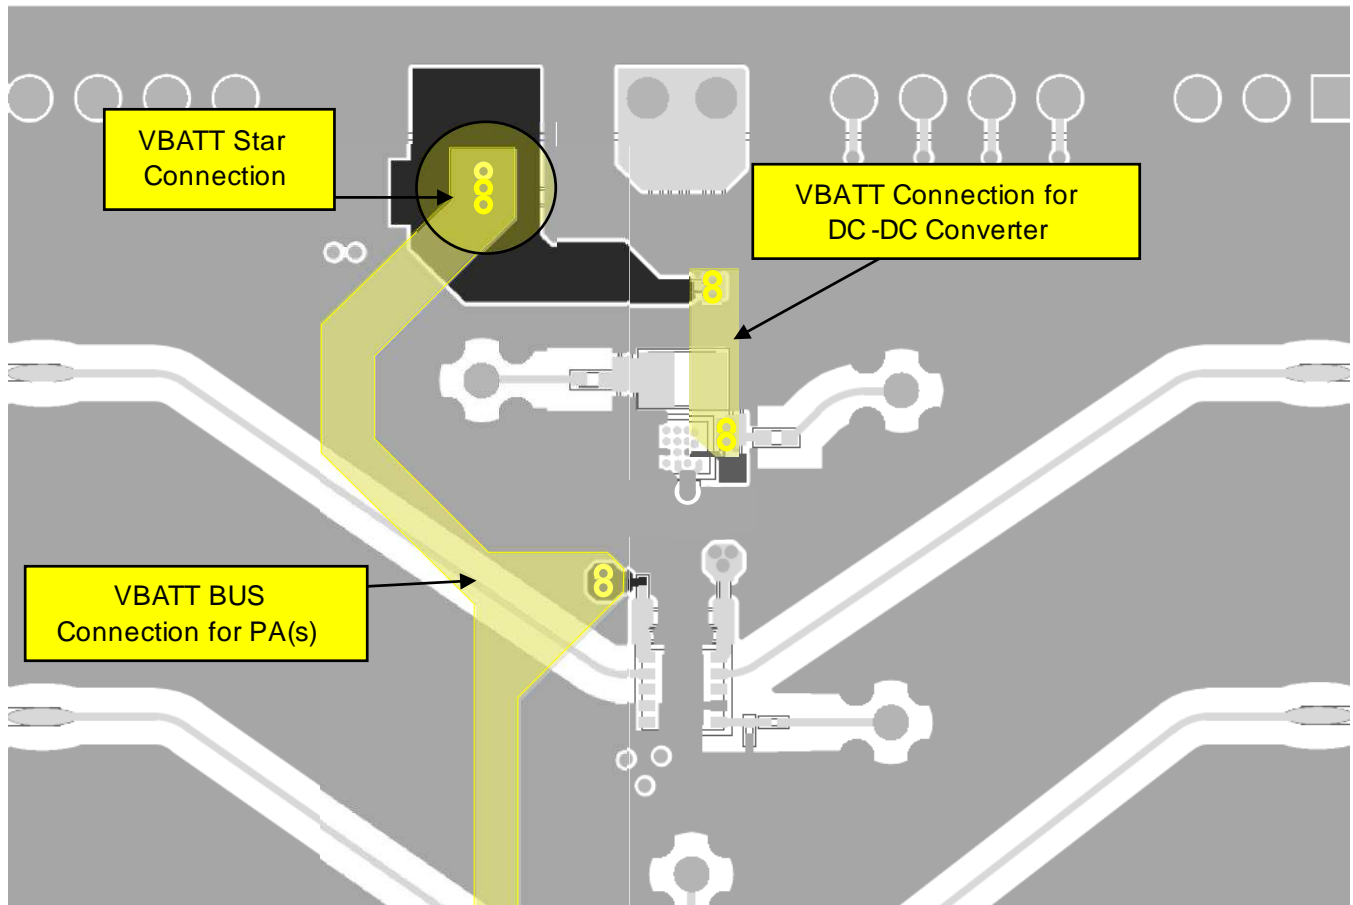 VBATT Star
Connection
VBATT Connection for
DC-DC Converter
VBATT BUS
Connection for PA(s)